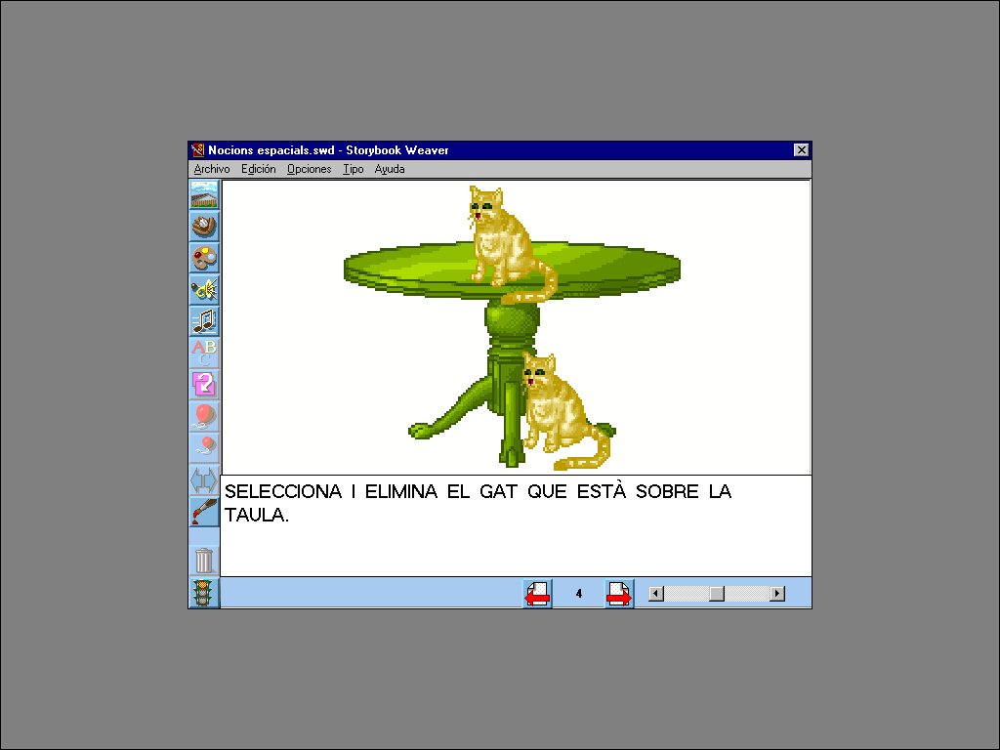 Nocions espacials.swd - Storybook Weaver
Archivo Edición Opciones Tipo Ayuda
ABC
SELECCIONA I ELIMINA EL GAT QUE ESTÀ SOBRE LA
TAULA.
4